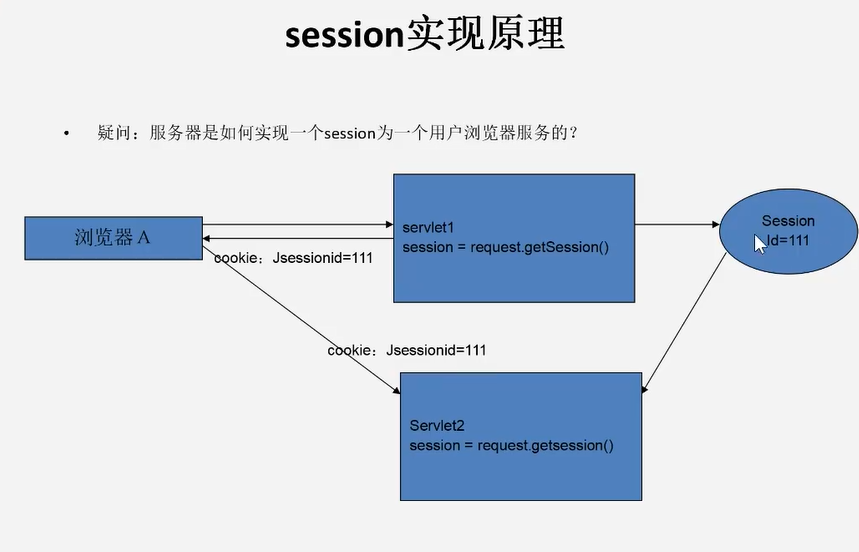 session实现原理
• 疑问：服务器是如何实现一个session为一个用户浏览器服务的？
浏览器A
servlet1
session = request.getSession()
Session
Id=111
cookie：Jsessionid=111
cookie：Jsessionid=111
Servlet2
session = request.getsession()